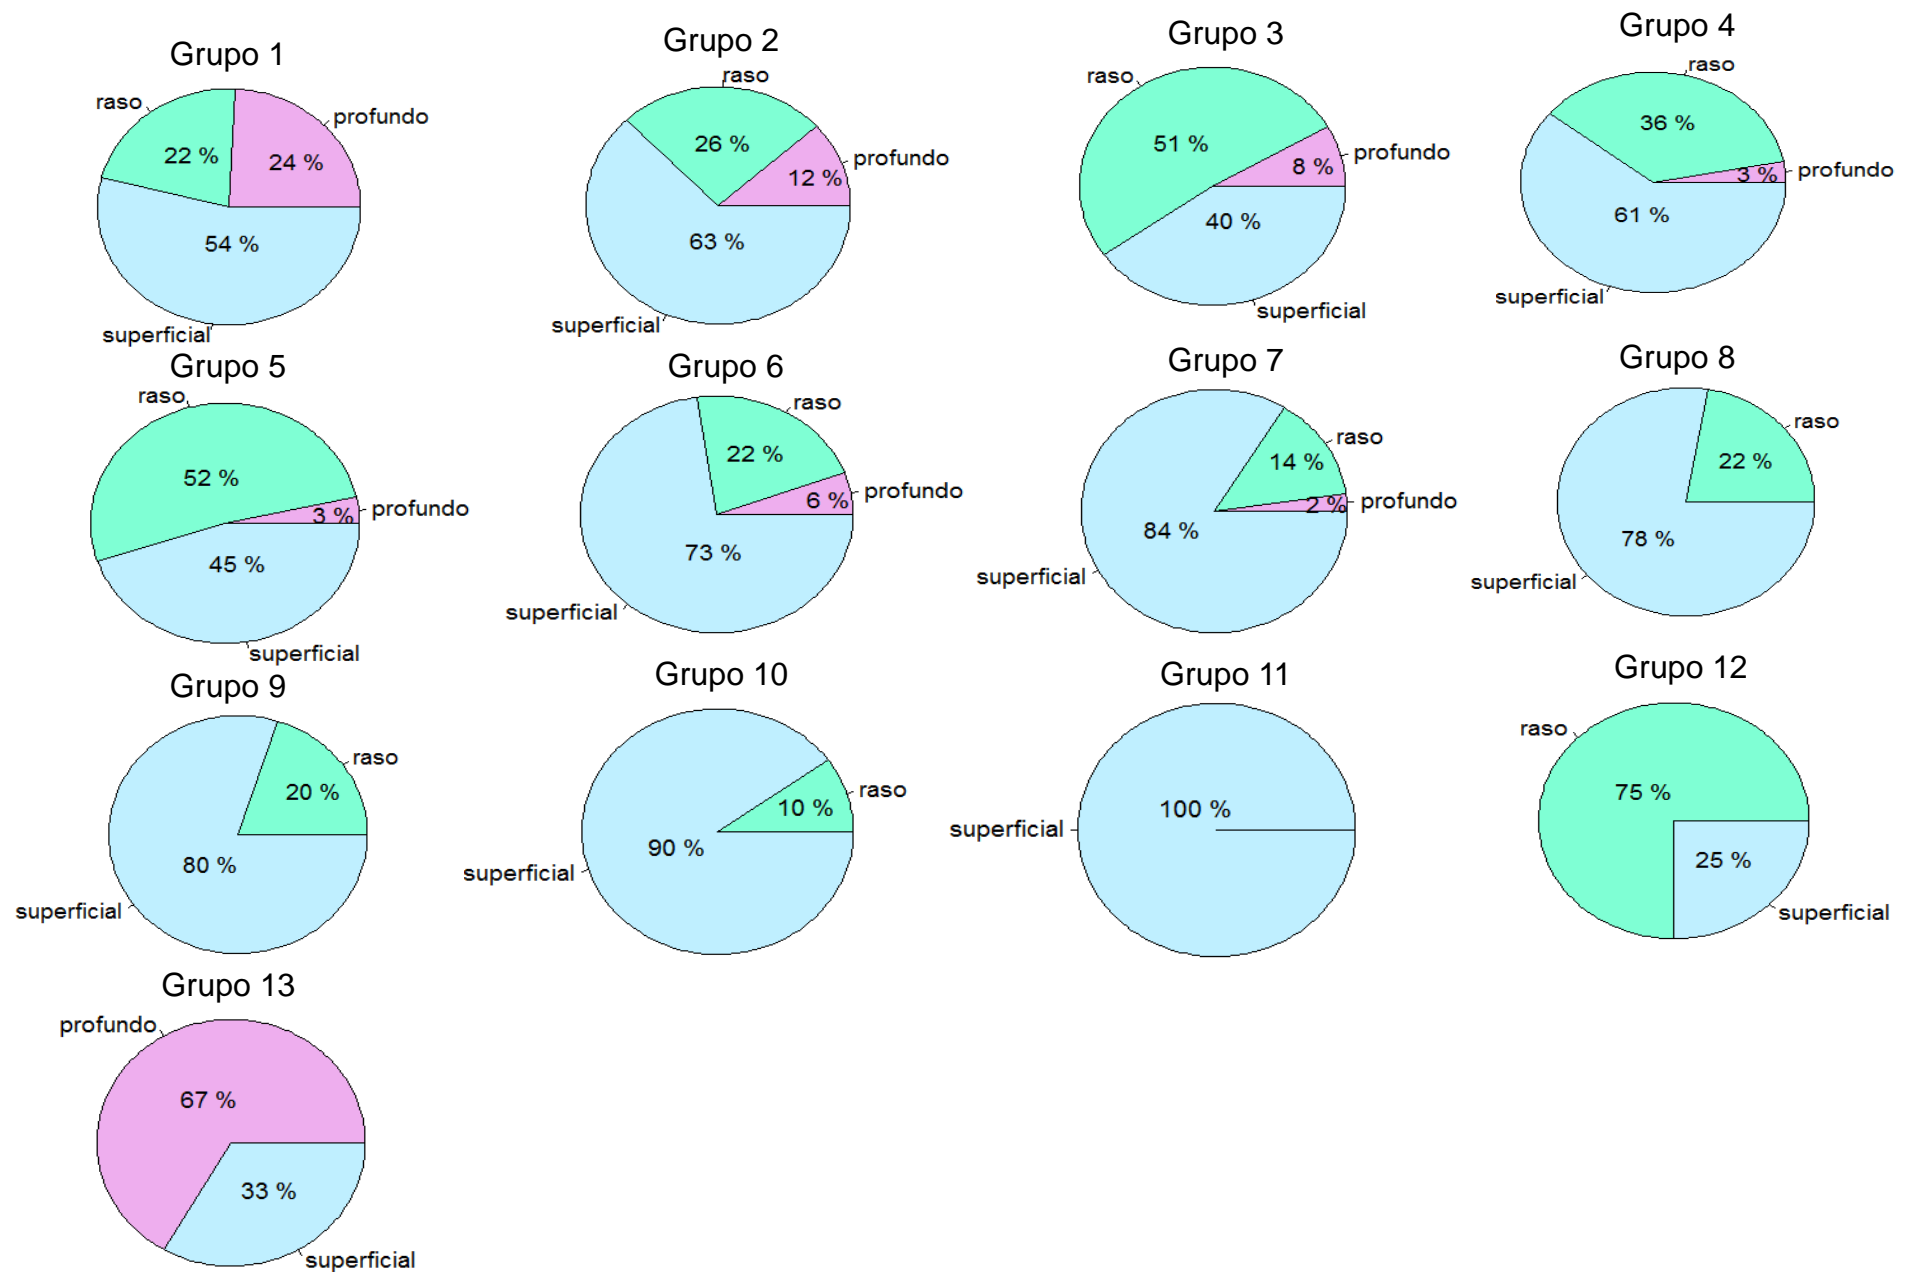 Grupo 1
raso
profundo
22 %
24 %
54 %
superficial
Grupo 2
raso
profundo
26 %
12 %
63 %
superficial
Grupo 3
raso
profundo
51 %
8 %
40 %
superficial
Grupo 4
raso
profundo
36 %
3 %
61 %
superficial
Grupo 5
raso
52 %
profundo
3 %
45 %
superficial
Grupo 6
raso
22 %
profundo
6 %
73 %
superficial
Grupo 7
raso
14 %
profundo
2 %
84 %
superficial
Grupo 8
raso
22 %
78 %
superficial
Grupo 9
raso
20 %
80 %
superficial
Grupo 10
raso
10 %
90 %
superficial
Grupo 11
100 %
superficial
Grupo 12
raso
75 %
25 %
superficial
Grupo 13
profundo
67 %
33 %
superficial